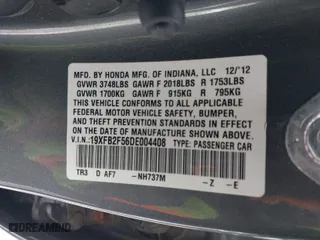 MFD. BY HONDA MFG. OF INDIANA, LLC 12/'12
GVWR 3748LBS GAWR F 2018LBS R 1753LBS
GVWR 1700KG GAWR F 915KG R 795KG
THIS VEHICLE CONFORMS TO ALL APPLICABLE
FEDERAL MOTOR VEHICLE SAFETY, BUMPER,
AND THEFT PREVENTION STANDARDS IN EFFECT
ON THE DATE OF MANUFACTURE SHOWN ABOVE.
V.I.N.:19XFB2F56DE004408 TYPE: PASSENGER CAR
TR3 D AF7 -NH737M -Z -E